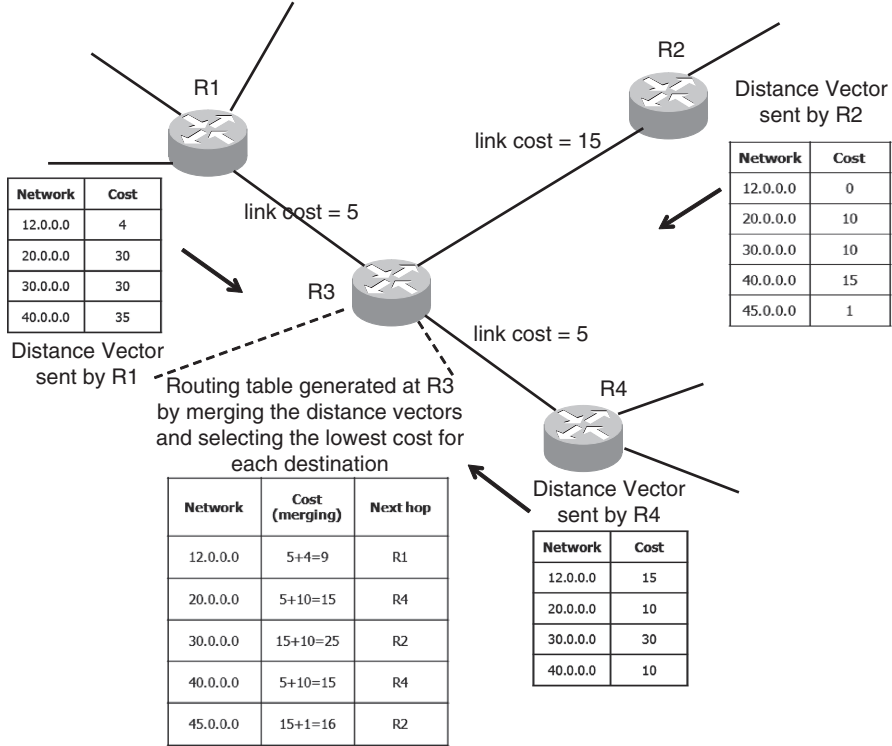 R1
R2
Distance Vector
sent by R2
link cost = 15
Network Cost
12.0.0.0 0
20.0.0.0 10
30.0.0.0 10
40.0.0.0 15
45.0.0.0 1
Network Cost
12.0.0.0 4
20.0.0.0 30
30.0.0.0 30
40.0.0.0 35
Distance Vector
sent by R1
link cost = 5
R3
link cost = 5
R4
Routing table generated at R3
by merging the distance vectors
and selecting the lowest cost for
each destination
Network Cost (merging) Next hop
12.0.0.0 5+4=9 R1
20.0.0.0 5+10=15 R4
30.0.0.0 15+10=25 R2
40.0.0.0 5+10=15 R4
45.0.0.0 15+1=16 R2
Distance Vector
sent by R4
Network Cost
12.0.0.0 15
20.0.0.0 10
30.0.0.0 30
40.0.0.0 10